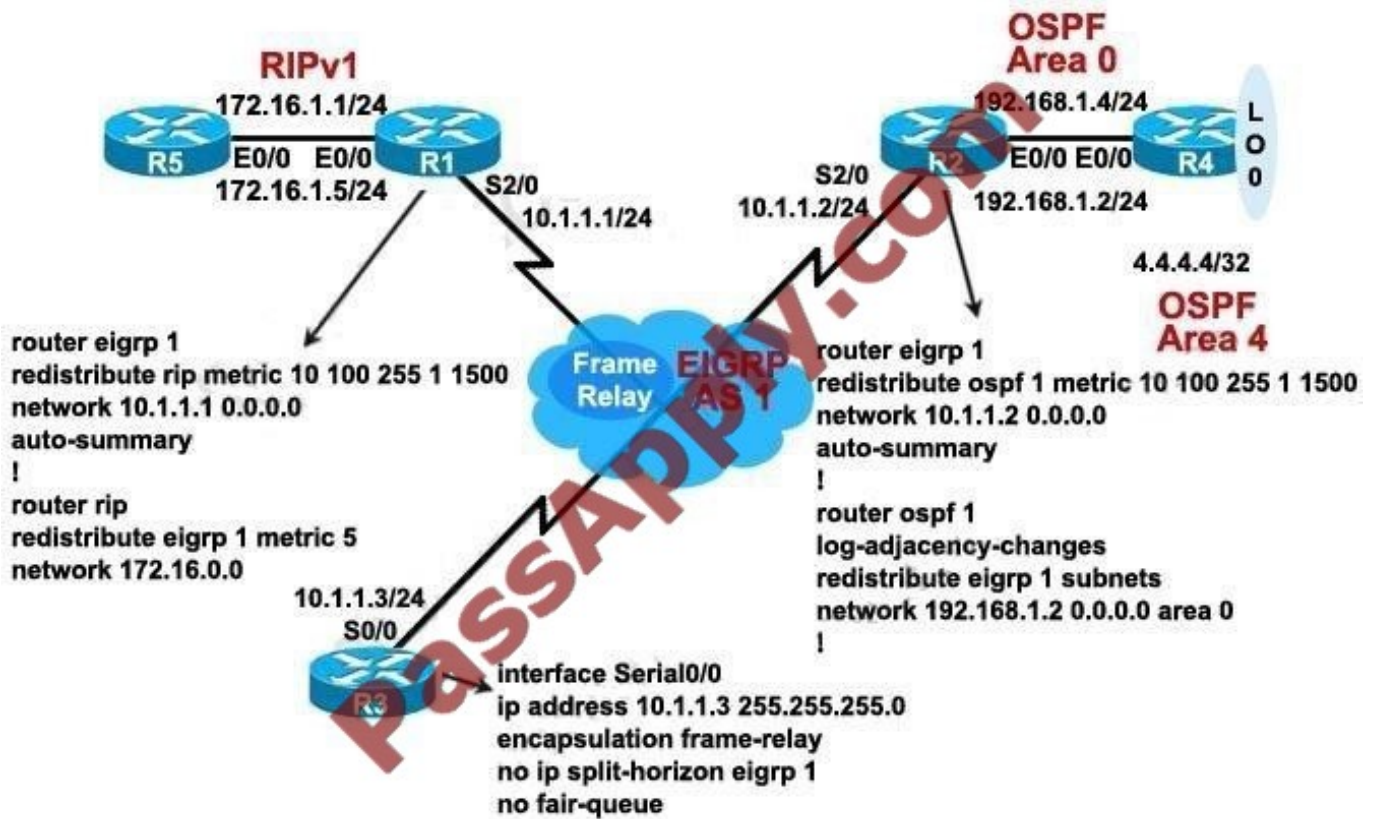 RIPv1
172.16.1.1/24
R5
E0/0 E0/0
R1
172.16.1.5/24
S2/0
10.1.1.1/24
OSPF
Area 0
192.168.1.4/24
R2
E0/0 E0/0
R4
L
O
0
S2/0
10.1.1.2/24
192.168.1.2/24
4.4.4.4/32
OSPF
Area 4
Frame
Relay
EIGRP
AS 1
router eigrp 1
redistribute rip metric 10 100 255 1 1500
network 10.1.1.1 0.0.0.0
auto-summary
!
router rip
redistribute eigrp 1 metric 5
network 172.16.0.0
router eigrp 1
redistribute ospf 1 metric 10 100 255 1 1500
network 10.1.1.2 0.0.0.0
auto-summary
!
router ospf 1
log-adjacency-changes
redistribute eigrp 1 subnets
network 192.168.1.2 0.0.0.0 area 0
!
10.1.1.3/24
S0/0
R3
interface Serial0/0
ip address 10.1.1.3 255.255.255.0
encapsulation frame-relay
no ip split-horizon eigrp 1
no fair-queue
PassApply.com